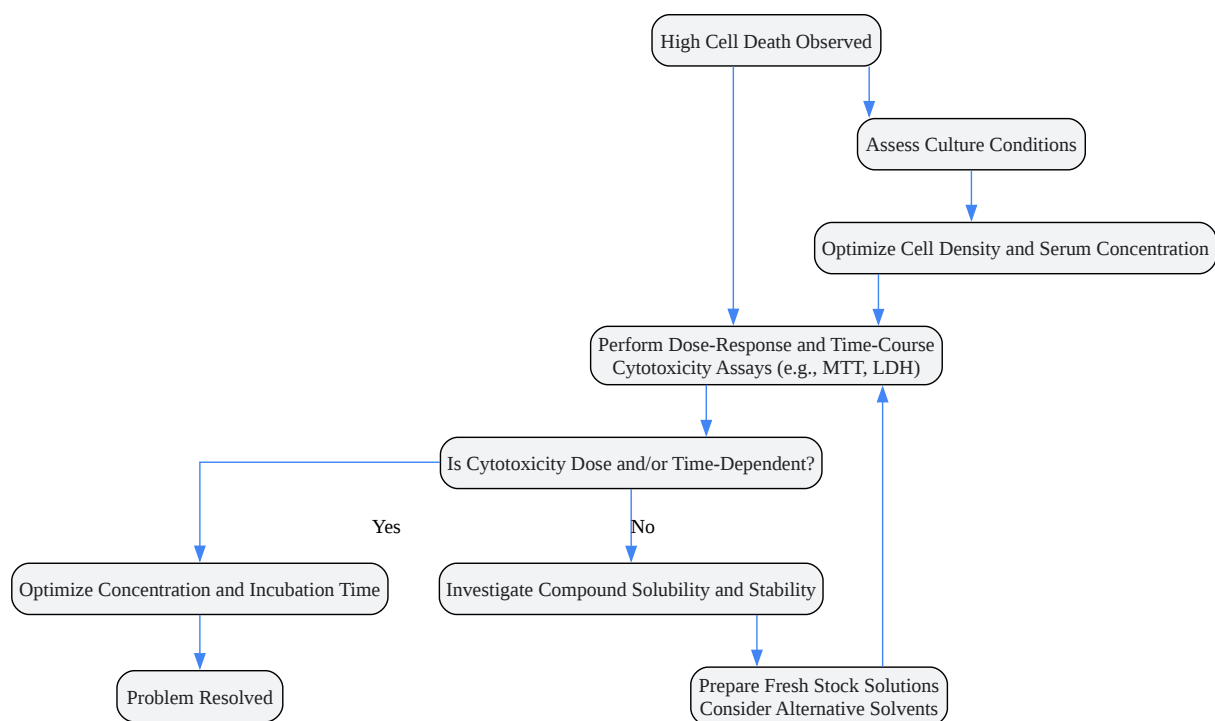 High Cell Death Observed
Assess Culture Conditions
Optimize Cell Density and Serum Concentration
Perform Dose-Response and Time-Course
Cytotoxicity Assays (e.g., MTT, LDH)
Is Cytotoxicity Dose and/or Time-Dependent?
Yes
No
Optimize Concentration and Incubation Time
Investigate Compound Solubility and Stability
Problem Resolved
Prepare Fresh Stock Solutions
Consider Alternative Solvents